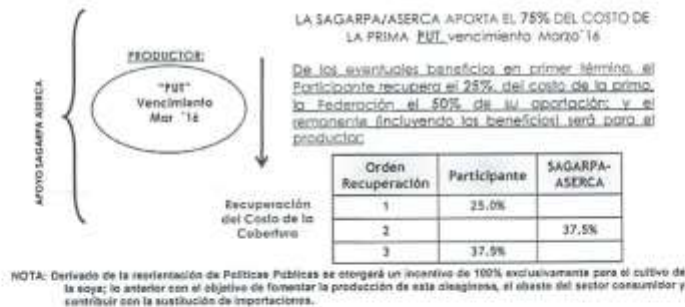 LA SAGARPA/ASERCA APORTA EL 75% DEL COSTO DE
LA PRIMA PUT vencimiento Marzo'16
PRODUCTOR:
"PUT"
Vencimiento
Mar '16
APOYO SAGARPA ASERCA
De los eventuales beneficios en primer término, el
Participante recupera el 25%, del costo de la prima,
la Federación el 50% de su aportación; y el
remanente (incluyendo los beneficios) será para el
productor:
Recuperación
del Costo de la
Cobertura
Orden Recuperación Participante SAGARPA-ASERCA
1 25.0%
2 37.5%
3 37.5%
NOTA: Derivado de la reorientación de Políticas Públicas se otorgará un incentivo de 100% exclusivamente para el cultivo de
la soya; lo anterior con el objetivo de fomentar la producción de esta oleaginosa, el abasto del sector consumidor y
contribuir con la sustitución de importaciones.